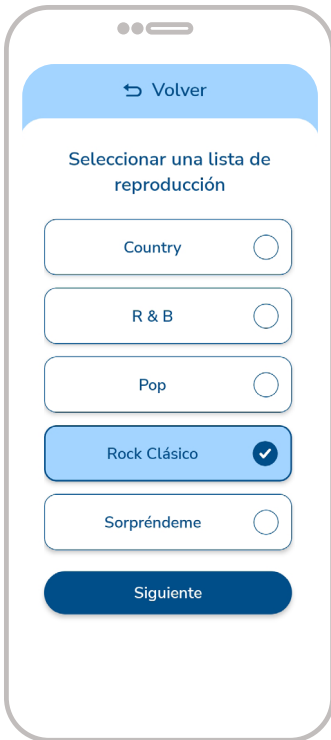 Volver
Seleccionar una lista de
reproducción
Country
R & B
Pop
Rock Clásico
Sorpréndeme
Siguiente